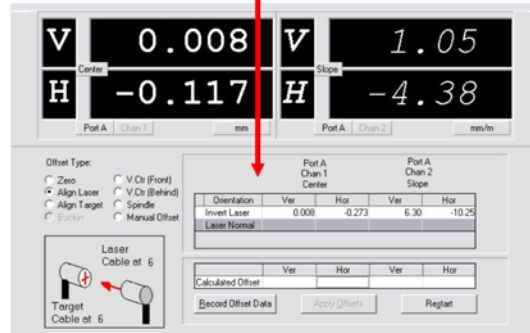 V 0.008 V 1.05
Center Slope
H -0.117 H -4.38
Port A Chan 1 mm Port A Chan 2 mm/m
Offset Type:
Zero V.Ctr (Front)
Align Laser V.Ctr (Behind)
Align Target Spindle
Buckin Manual Offset
Port A Port A
Chan 1 Chan 2
Center Slope
Orientation Ver Hor Ver Hor
Invert Laser 0.008 -0.273 6.30 -10.25
Laser Normal
Laser
Cable at 6
Target
Cable at 6
Ver Hor Ver Hor
Calculated Offset
Record Offset Data Apply Offsets Restart